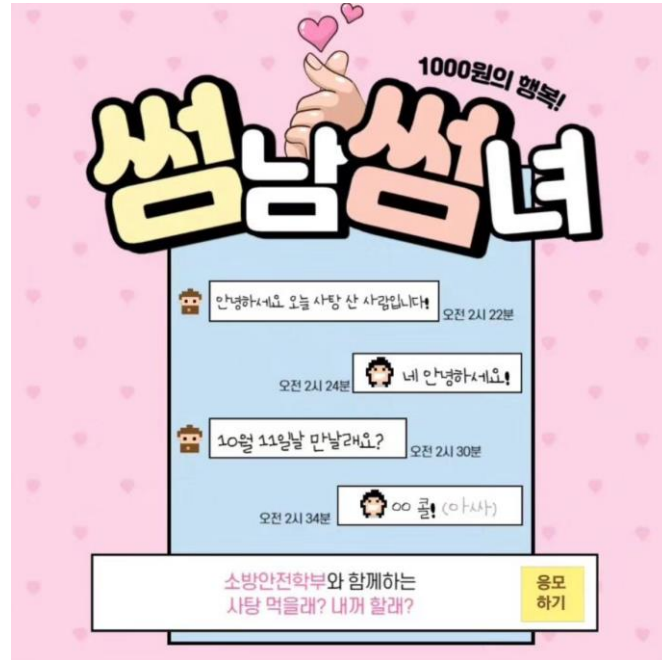 1000원의 행복!
썸남썸녀
안녕하세요 오늘 사탕 산 사람입니다!
오전 2시 22분
네 안녕하세요!
오전 2시 24분
10월 11일날 만날래요?
오전 2시 30분
ㅇㅇ 콜! (아싸)
오전 2시 34분
소방안전학부와 함께하는
사탕 먹을래? 내꺼 할래?
응모
하기